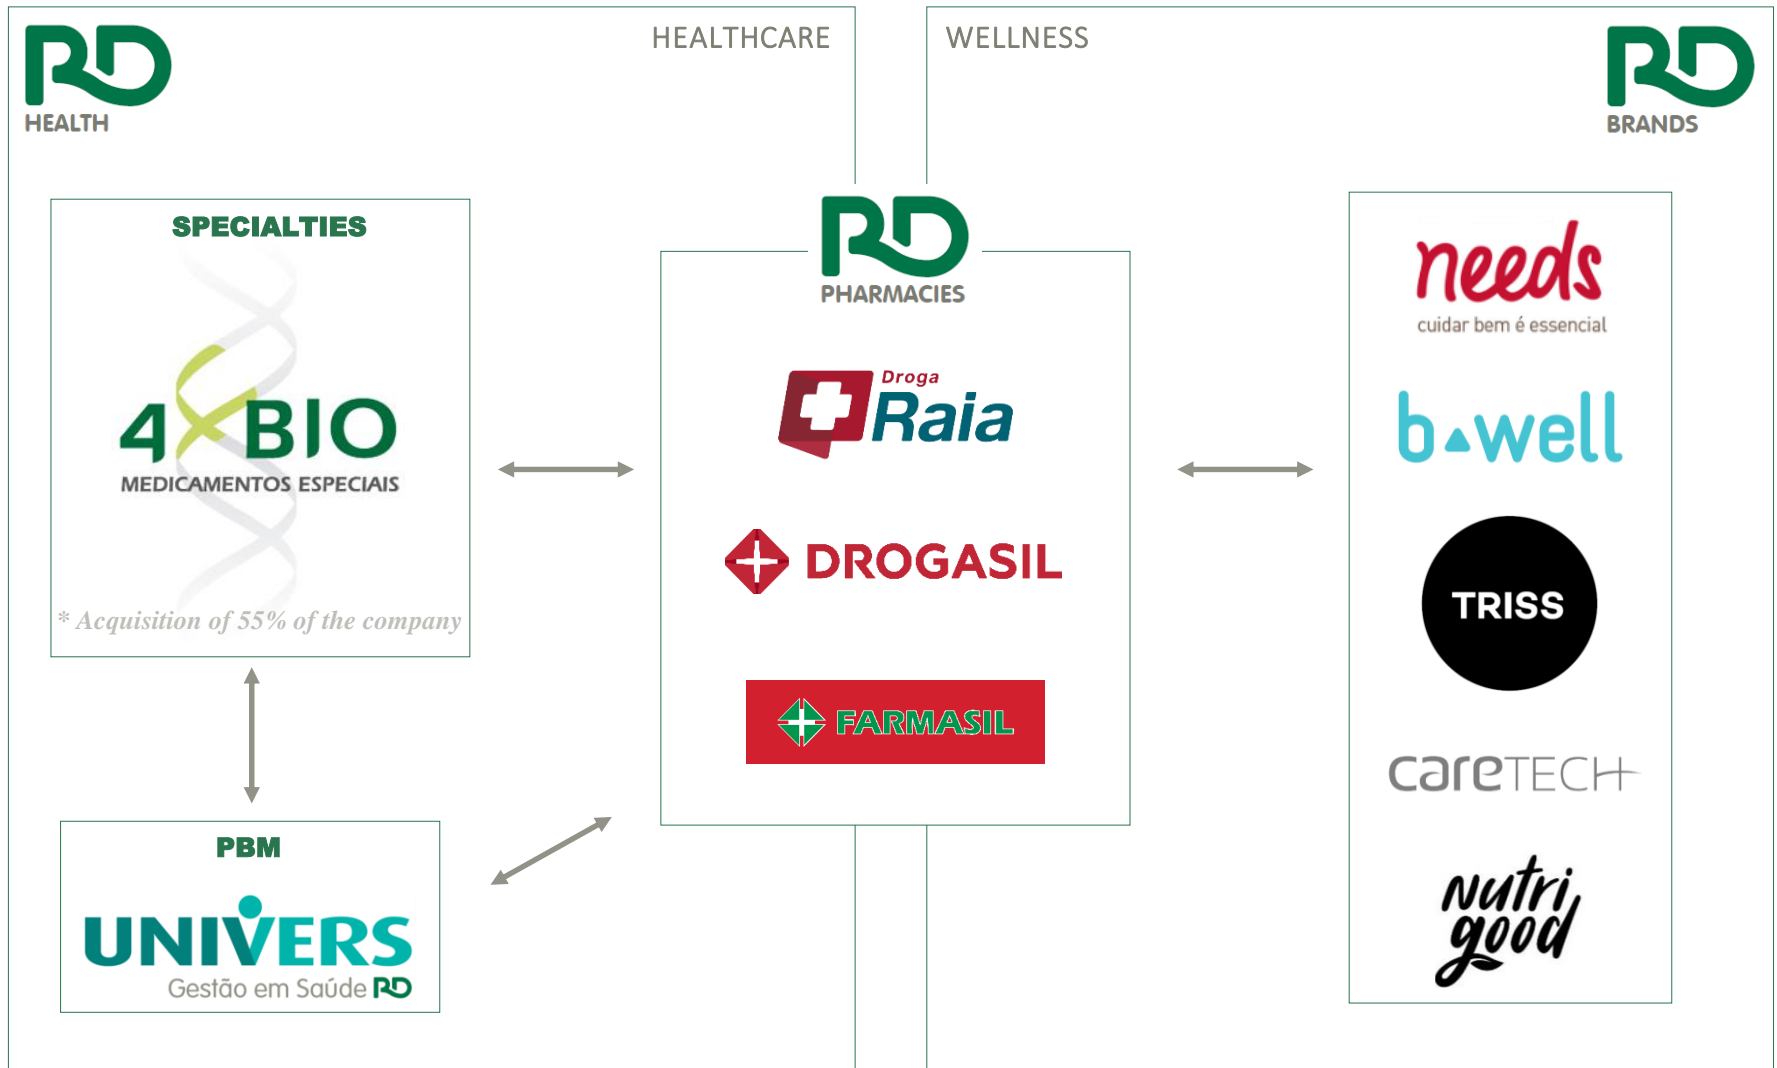 HEALTHCARE
RD
HEALTH
SPECIALTIES
4BIO
MEDICAMENTOS ESPECIAIS
* Acquisition of 55% of the company
PBM
UNIVERS
Gestão em Saúde RD
RD
PHARMACIES
Droga
Raia
DROGASIL
FARMASIL
WELLNESS
RD
BRANDS
needs
cuidar bem é essencial
b well
TRISS
careTECH
nutri
good